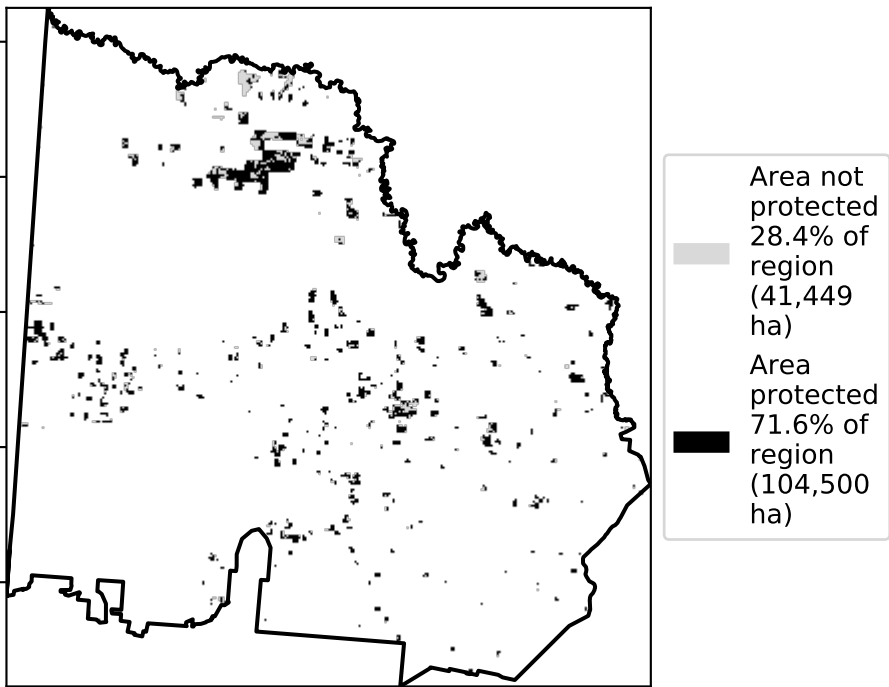 Area not
protected
28.4% of
region
(41,449
ha)
Area
protected
71.6% of
region
(104,500
ha)